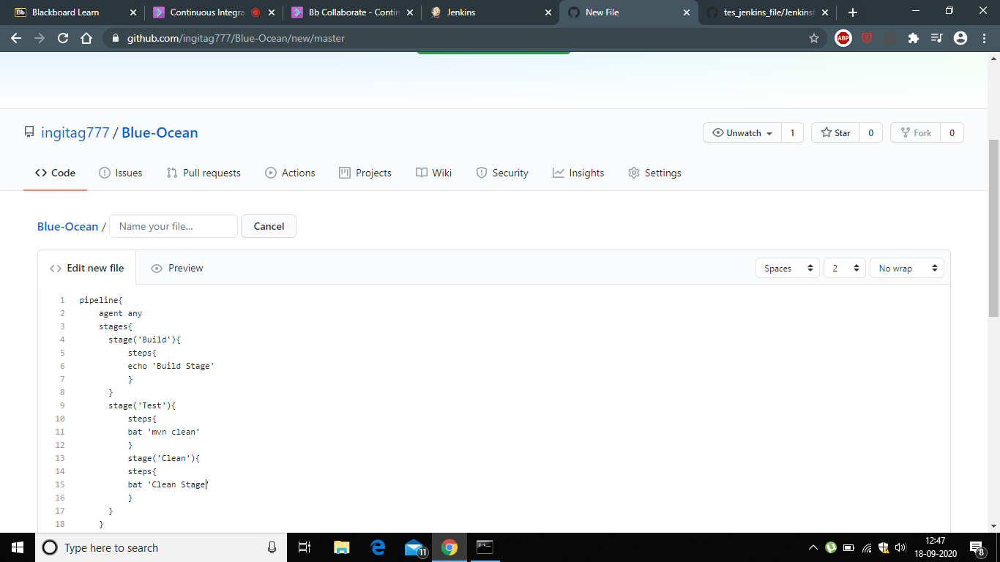 Bb Blackboard Learn
Continuous Integra
Bb Collaborate - Contin
Jenkins
New File
tes_jenkins_file/Jenkinsf
github.com/ingitag777/Blue-Ocean/new/master
ABP
ingitag777 / Blue-Ocean
Unwatch 1
Star 0
Fork 0
Code
Issues
Pull requests
Actions
Projects
Wiki
Security
Insights
Settings
Blue-Ocean / Name your file... Cancel
Edit new file
Preview
Spaces
2
No wrap
1 pipeline{
2 agent any
3 stages{
4 stage('Build'){
5 steps{
6 echo 'Build Stage'
7 }
8 }
9 stage('Test'){
10 steps{
11 bat 'mvn clean'
12 }
13 stage('Clean'){
14 steps{
15 bat 'Clean Stage'
16 }
17 }
18 }
Type here to search
11
12:47
18-09-2020
8